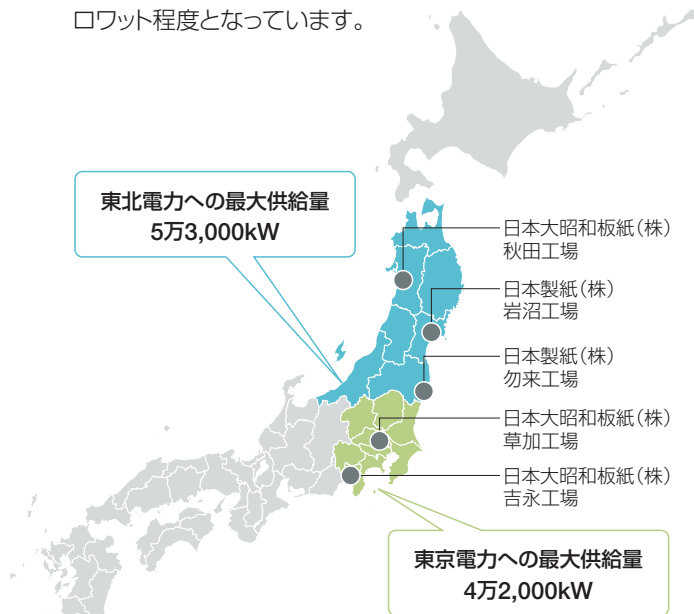 ロワット程度となっています。
東北電力への最大供給量
5万3,000kW
日本大昭和板紙（株）
秋田工場
日本製紙（株）
岩沼工場
日本製紙（株）
勿来工場
日本大昭和板紙（株）
草加工場
日本大昭和板紙（株）
吉永工場
東京電力への最大供給量
4万2,000kW